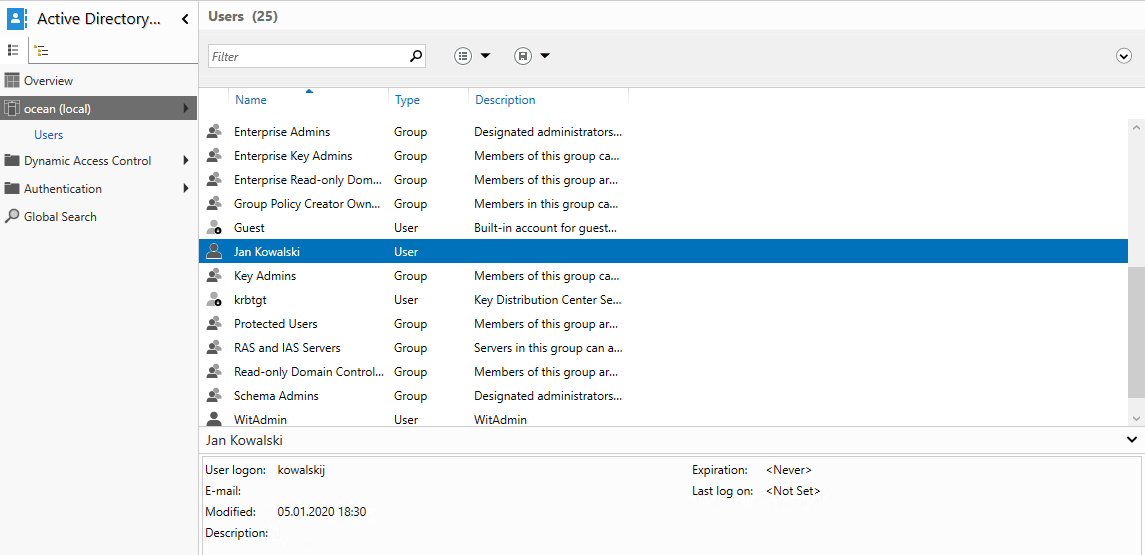 Active Directory...
Users (25)
Filter
Overview
ocean (local)
Users
Dynamic Access Control
Authentication
Global Search
Name Type Description
Enterprise Admins Group Designated administrators...
Enterprise Key Admins Group Members of this group ca...
Enterprise Read-only Dom... Group Members of this group ar...
Group Policy Creator Own... Group Members in this group ca...
Guest User Built-in account for guest...
Jan Kowalski User
Key Admins Group Members of this group ca...
krbtgt User Key Distribution Center Se...
Protected Users Group Members of this group ar...
RAS and IAS Servers Group Servers in this group can a...
Read-only Domain Control... Group Members of this group ar...
Schema Admins Group Designated administrators...
WitAdmin User WitAdmin
Jan Kowalski
User logon: kowalskij Expiration: <Never>
E-mail: Last log on: <Not Set>
Modified: 05.01.2020 18:30
Description: